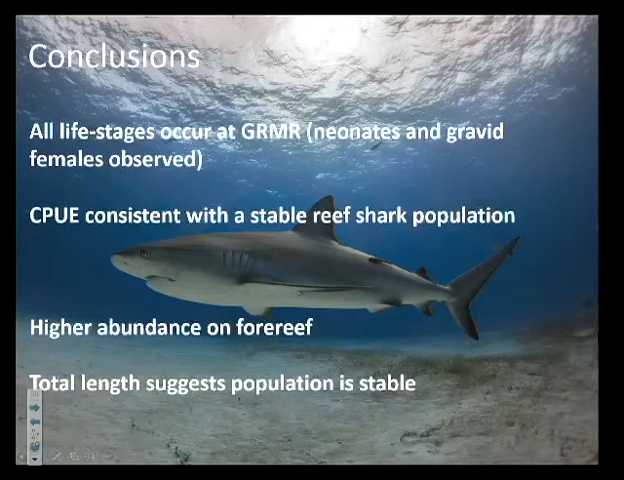 Conclusions
All life-stages occur at GRMR (neonates and gravid
females observed)
CPUE consistent with a stable reef shark population
Higher abundance on forereef
Total length suggests population is stable